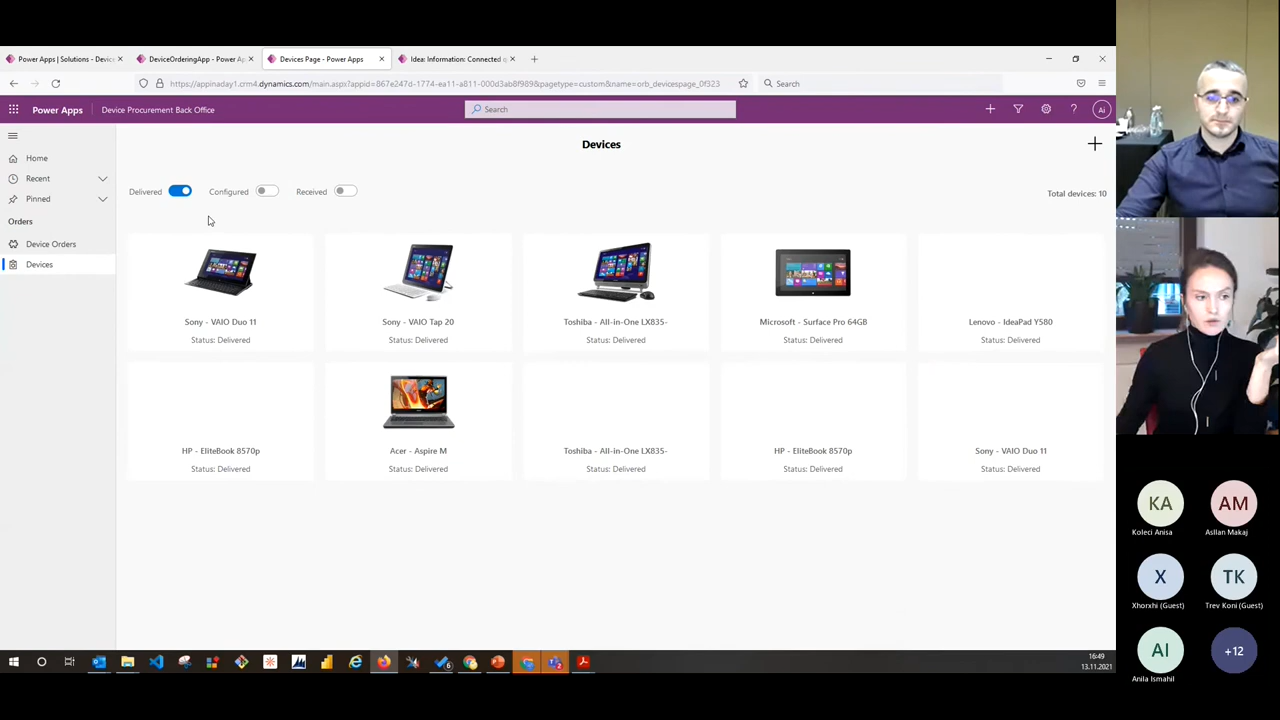 Power Apps | Solutions - Device
DeviceOrderingApp - Power Ap
Devices Page - Power Apps
Idea: Information: Connected q
https://appinaday1.crm4.dynamics.com/main.aspx?appid=867e247d-1774-ea11-a811-000d3ab8f989&pagetype=custom&name=orb_devicespage_0f323
Search
Power Apps
Device Procurement Back Office
Search
Ai
Home
Recent
Pinned
Orders
Device Orders
Devices
Devices
Delivered
Configured
Received
Total devices: 10
Sony - VAIO Duo 11
Status: Delivered
Sony - VAIO Tap 20
Status: Delivered
Toshiba - All-in-One LX835-
Status: Delivered
Microsoft - Surface Pro 64GB
Status: Delivered
Lenovo - IdeaPad Y580
Status: Delivered
HP - EliteBook 8570p
Status: Delivered
Acer - Aspire M
Status: Delivered
Toshiba - All-in-One LX835-
Status: Delivered
HP - EliteBook 8570p
Status: Delivered
Sony - VAIO Duo 11
Status: Delivered
16:49
13.11.2021
KA
Koleci Anisa
AM
Asllan Makaj
X
Xhorxhi (Guest)
TK
Trev Koni (Guest)
AI
Anila Ismahil
+12